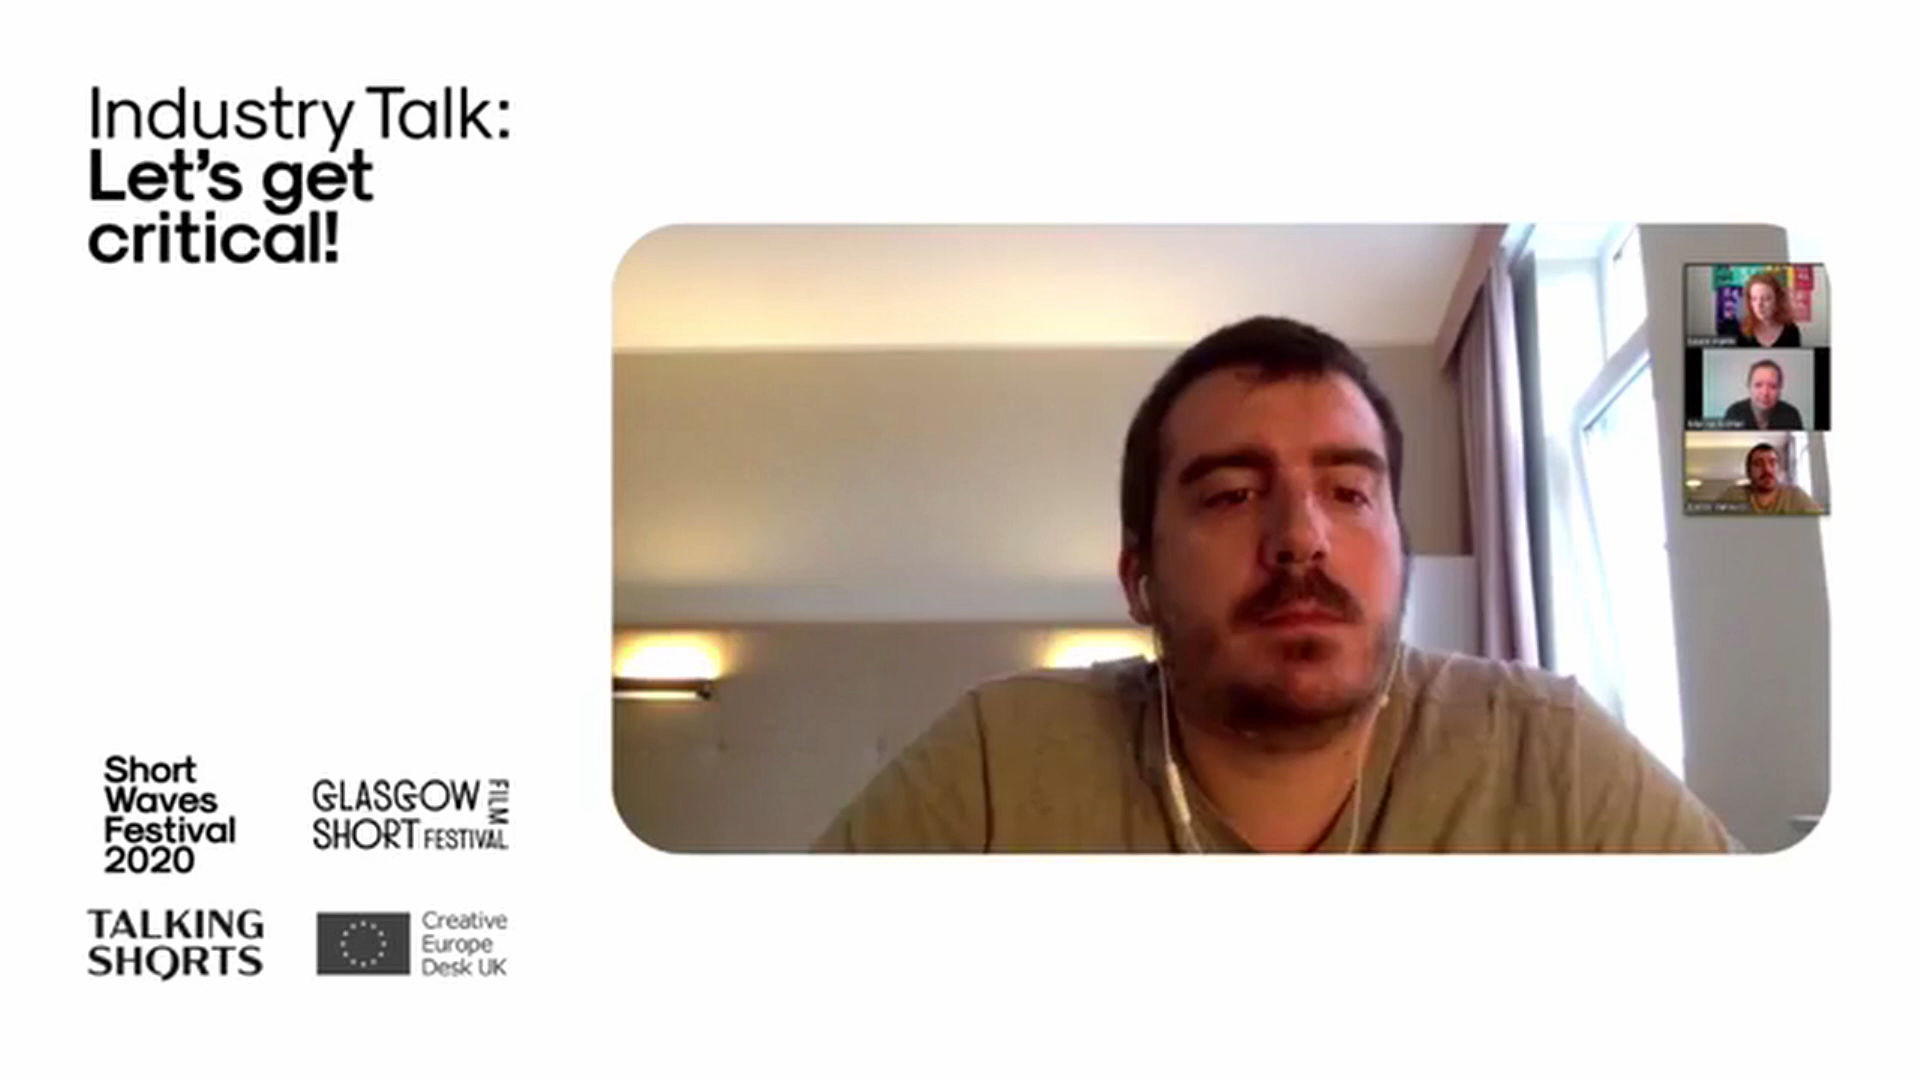 Industry Talk:
Let's get
critical!
Short
Waves
Festival
2020
GLASGOW
SHORT FILM FESTIVAL
TALKING
SHORTS
Creative
Europe
Desk UK